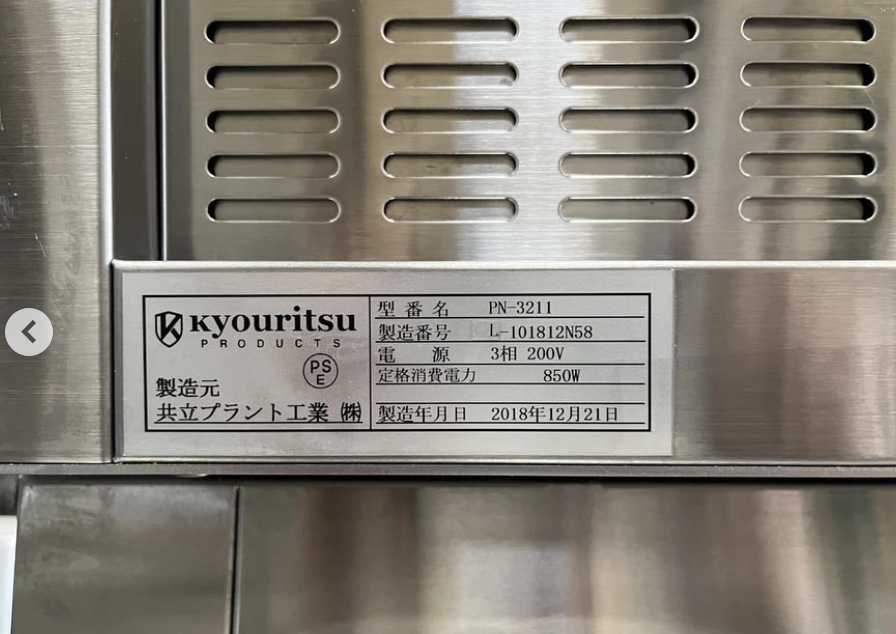 kyouritsu
PRODUCTS
PS
E
製造元
共立プラント工業 ㈱
型番名 PN-3211
製造番号 L-101812N58
電源 3相 200V
定格消費電力 850W
製造年月日 2018年12月21日